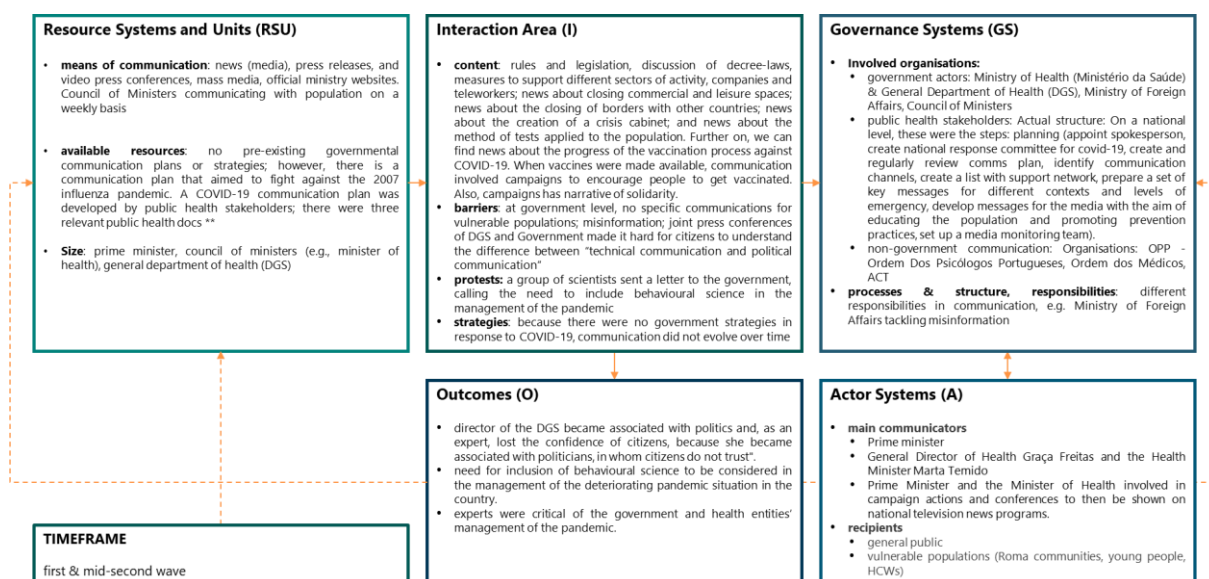 Resource Systems and Units (RSU)
• means of communication: news (media), press releases, and
video press conferences, mass media, official ministry websites.
Council of Ministers communicating with population on a
weekly basis
• available resources: no pre-existing governmental
communication plans or strategies; however, there is a
communication plan that aimed to fight against the 2007
influenza pandemic. A COVID-19 communication plan was
developed by public health stakeholders; there were three
relevant public health docs **
• Size: prime minister, council of ministers (e.g., minister of
health), general department of health (DGS)
Interaction Area (I)
• content: rules and legislation, discussion of decree-laws,
measures to support different sectors of activity, companies and
teleworkers; news about closing commercial and leisure spaces;
news about the closing of borders with other countries; news
about the creation of a crisis cabinet; and news about the
method of tests applied to the population. Further on, we can
find news about the progress of the vaccination process against
COVID-19. When vaccines were made available, communication
involved campaigns to encourage people to get vaccinated.
Also, campaigns has narrative of solidarity.
• barriers: at government level, no specific communications for
vulnerable populations; misinformation; joint press conferences
of DGS and Government made it hard for citizens to understand
the difference between "technical communication and political
communication"
• protests: a group of scientists sent a letter to the government,
calling the need to include behavioural science in the
management of the pandemic
• strategies: because there were no government strategies in
response to COVID-19, communication did not evolve over time
Governance Systems (GS)
• Involved organisations:
• government actors: Ministry of Health (Ministério da Saúde)
& General Department of Health (DGS), Ministry of Foreign
Affairs, Council of Ministers
• public health stakeholders: Actual structure: On a national
level, these were the steps: planning (appoint spokesperson,
create national response committee for covid-19, create and
regularly review comms plan, identify communication
channels, create a list with support network, prepare a set of
key messages for different contexts and levels of
emergency, develop messages for the media with the aim of
educating the population and promoting prevention
practices, set up a media monitoring team).
• non-government communication: Organisations: OPP -
Ordem Dos Psicólogos Portugueses, Ordem dos Médicos,
ACT
• processes & structure, responsibilities: different
responsibilities in communication, e.g. Ministry of Foreign
Affairs tackling misinformation
Outcomes (O)
• director of the DGS became associated with politics and, as an
expert, lost the confidence of citizens, because she became
associated with politicians, in whom citizens do not trust".
• need for inclusion of behavioural science to be considered in
the management of the deteriorating pandemic situation in the
country.
• experts were critical of the government and health entities'
management of the pandemic.
Actor Systems (A)
• main communicators
• Prime minister
• General Director of Health Graça Freitas and the Health
Minister Marta Temido
• Prime Minister and the Minister of Health involved in
campaign actions and conferences to then be shown on
national television news programs.
• recipients
• general public
• vulnerable populations (Roma communities, young people,
HCWs)
TIMEFRAME
first & mid-second wave